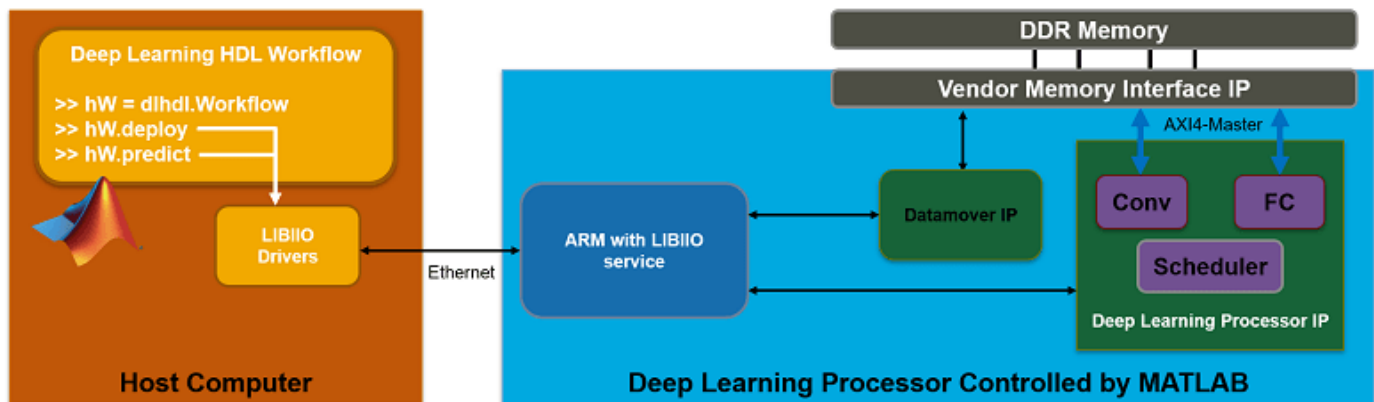 Deep Learning HDL Workflow
>> hW = dlhdl.Workflow
>> hW.deploy
>> hW.predict
LIBIIO
Drivers
Host Computer
Ethernet
DDR Memory
Vendor Memory Interface IP
AXI4-Master
ARM with LIBIIO
service
Datamover IP
Conv
FC
Scheduler
Deep Learning Processor IP
Deep Learning Processor Controlled by MATLAB